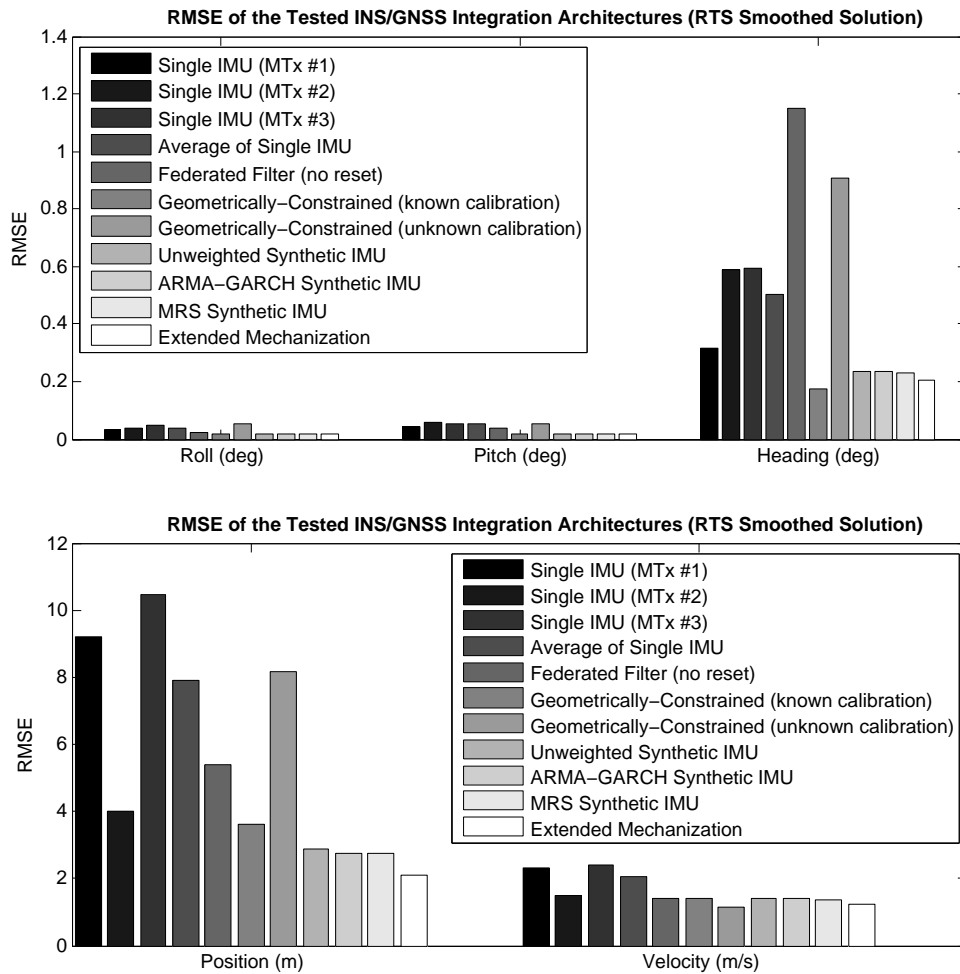 RMSE of the Tested INS/GNSS Integration Architectures (RTS Smoothed Solution)
1.4
1.2
1
0.8
0.6
0.4
0.2
0
RMSE
Single IMU (MTx #1)
Single IMU (MTx #2)
Single IMU (MTx #3)
Average of Single IMU
Federated Filter (no reset)
Geometrically−Constrained (known calibration)
Geometrically−Constrained (unknown calibration)
Unweighted Synthetic IMU
ARMA−GARCH Synthetic IMU
MRS Synthetic IMU
Extended Mechanization
Roll (deg)
Pitch (deg)
Heading (deg)
RMSE of the Tested INS/GNSS Integration Architectures (RTS Smoothed Solution)
12
10
8
6
4
2
0
RMSE
Single IMU (MTx #1)
Single IMU (MTx #2)
Single IMU (MTx #3)
Average of Single IMU
Federated Filter (no reset)
Geometrically−Constrained (known calibration)
Geometrically−Constrained (unknown calibration)
Unweighted Synthetic IMU
ARMA−GARCH Synthetic IMU
MRS Synthetic IMU
Extended Mechanization
Position (m)
Velocity (m/s)